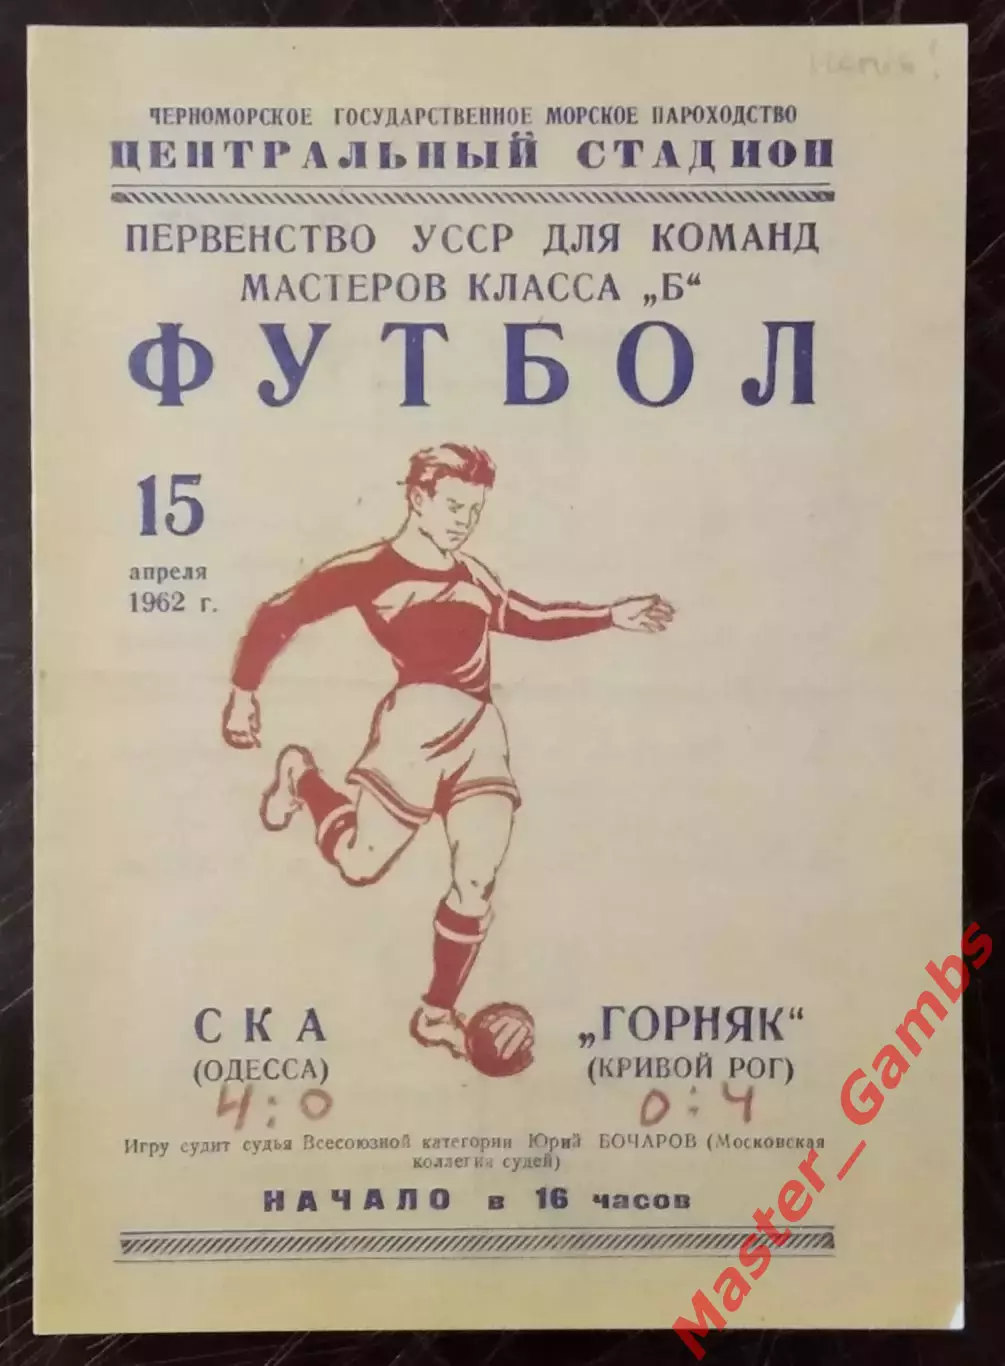 ЧЕРНОМОРСКОЕ ГОСУДАРСТВЕННОЕ МОРСКОЕ ПАРОХОДСТВО
ЦЕНТРАЛЬНЫЙ СТАДИОН
ПЕРВЕНСТВО УССР ДЛЯ КОМАНД
МАСТЕРОВ КЛАССА „Б“
ФУТБОЛ
15
апреля
1962 г.
СКА
(ОДЕССА)
4:0
„ГОРНЯК“
(КРИВОЙ РОГ)
0:4
Игру судит судья Всесоюзной категории Юрий БОЧАРОВ (Московская
коллегия судей)
НАЧАЛО в 16 часов
Master_Gambs